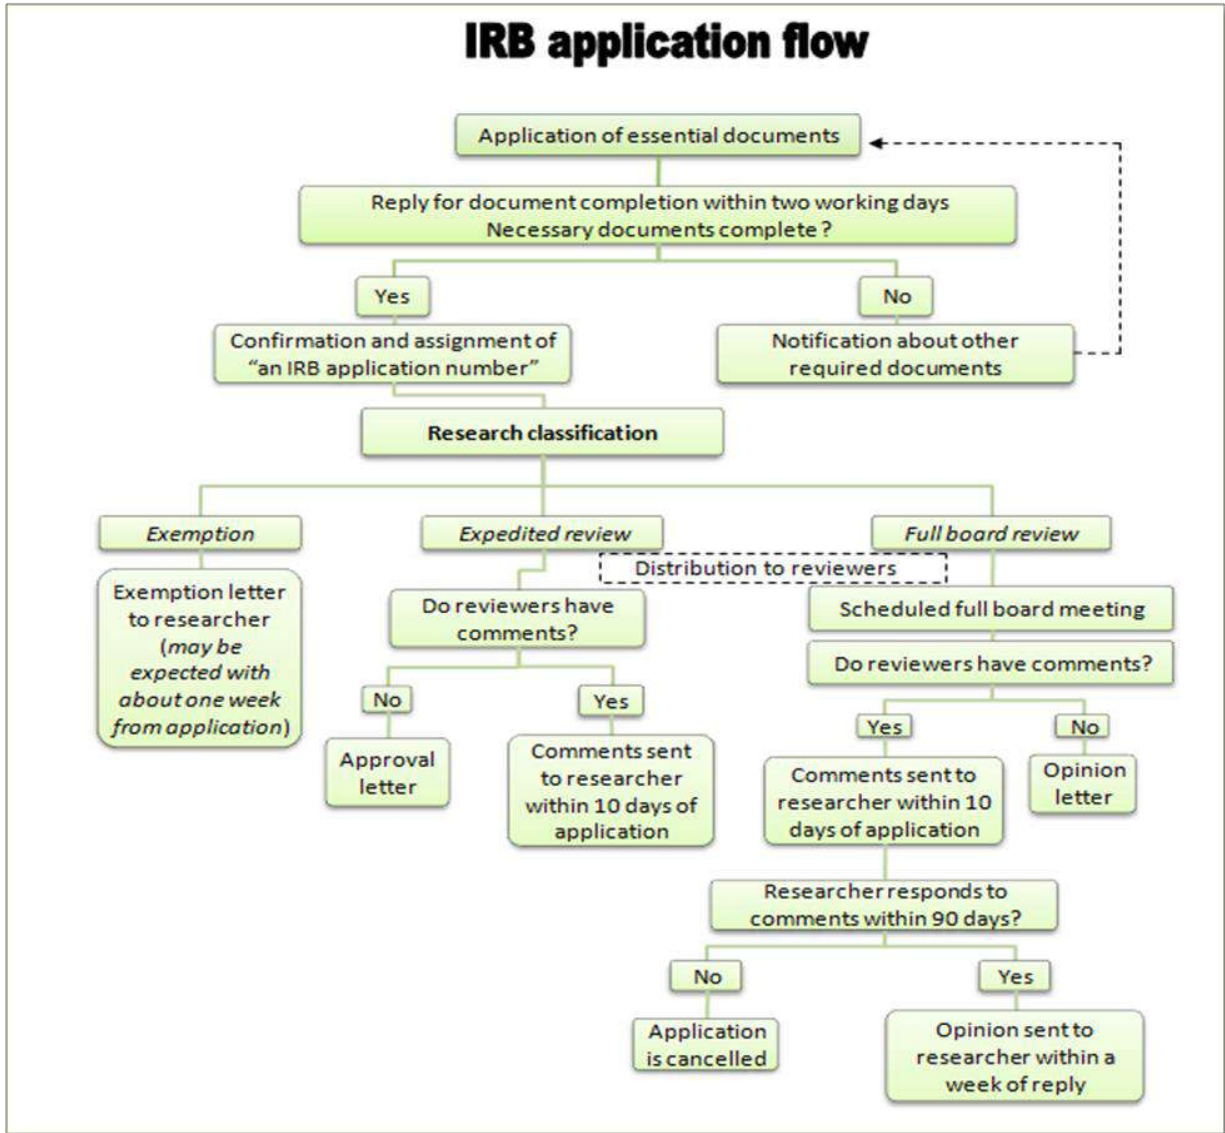 IRB application flow
Application of essential documents
Reply for document completion within two working days
Necessary documents complete ?
Yes
No
Confirmation and assignment of
“an IRB application number”
Notification about other
required documents
Research classification
Exemption
Expedited review
Full board review
Distribution to reviewers
Exemption letter
to researcher
(may be
expected with
about one week
from application)
Do reviewers have
comments?
No
Yes
Approval
letter
Comments sent
to researcher
within 10 days of
application
Scheduled full board meeting
Do reviewers have comments?
Yes
No
Comments sent to
researcher within 10
days of application
Opinion
letter
Researcher responds to
comments within 90 days?
No
Yes
Application
is cancelled
Opinion sent to
researcher within a
week of reply